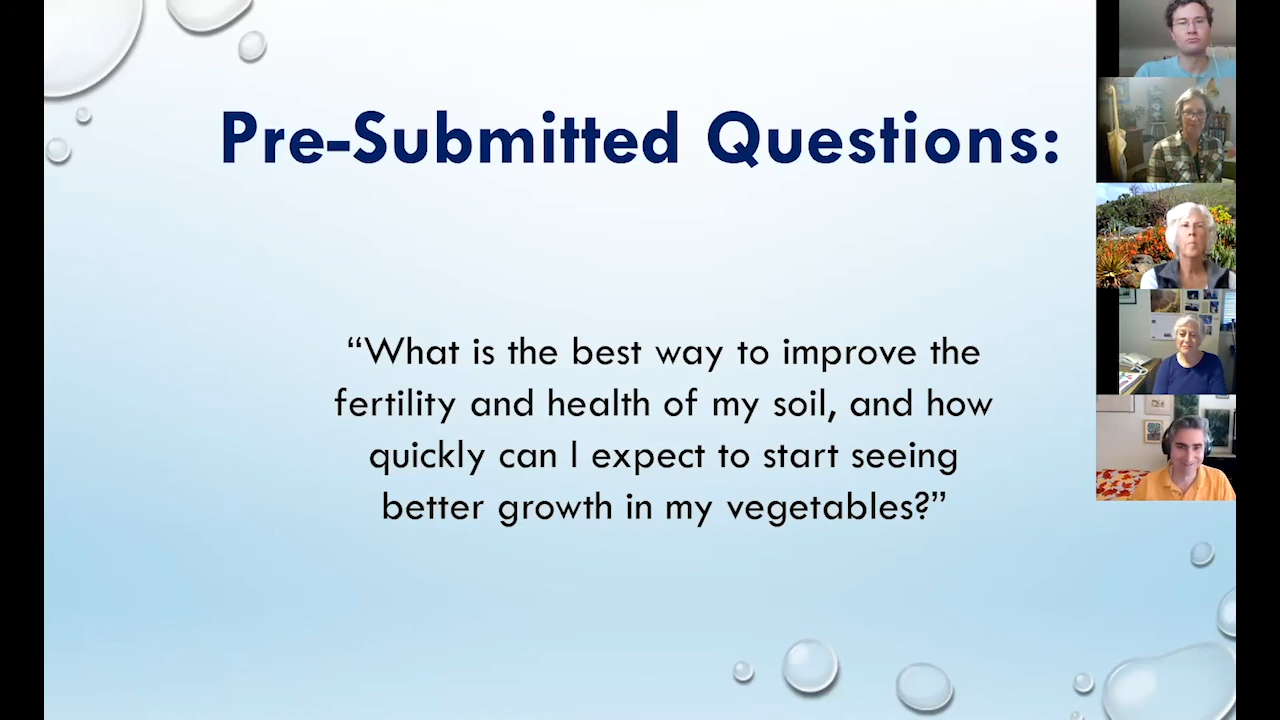 Pre-Submitted Questions:
“What is the best way to improve the
fertility and health of my soil, and how
quickly can I expect to start seeing
better growth in my vegetables?”